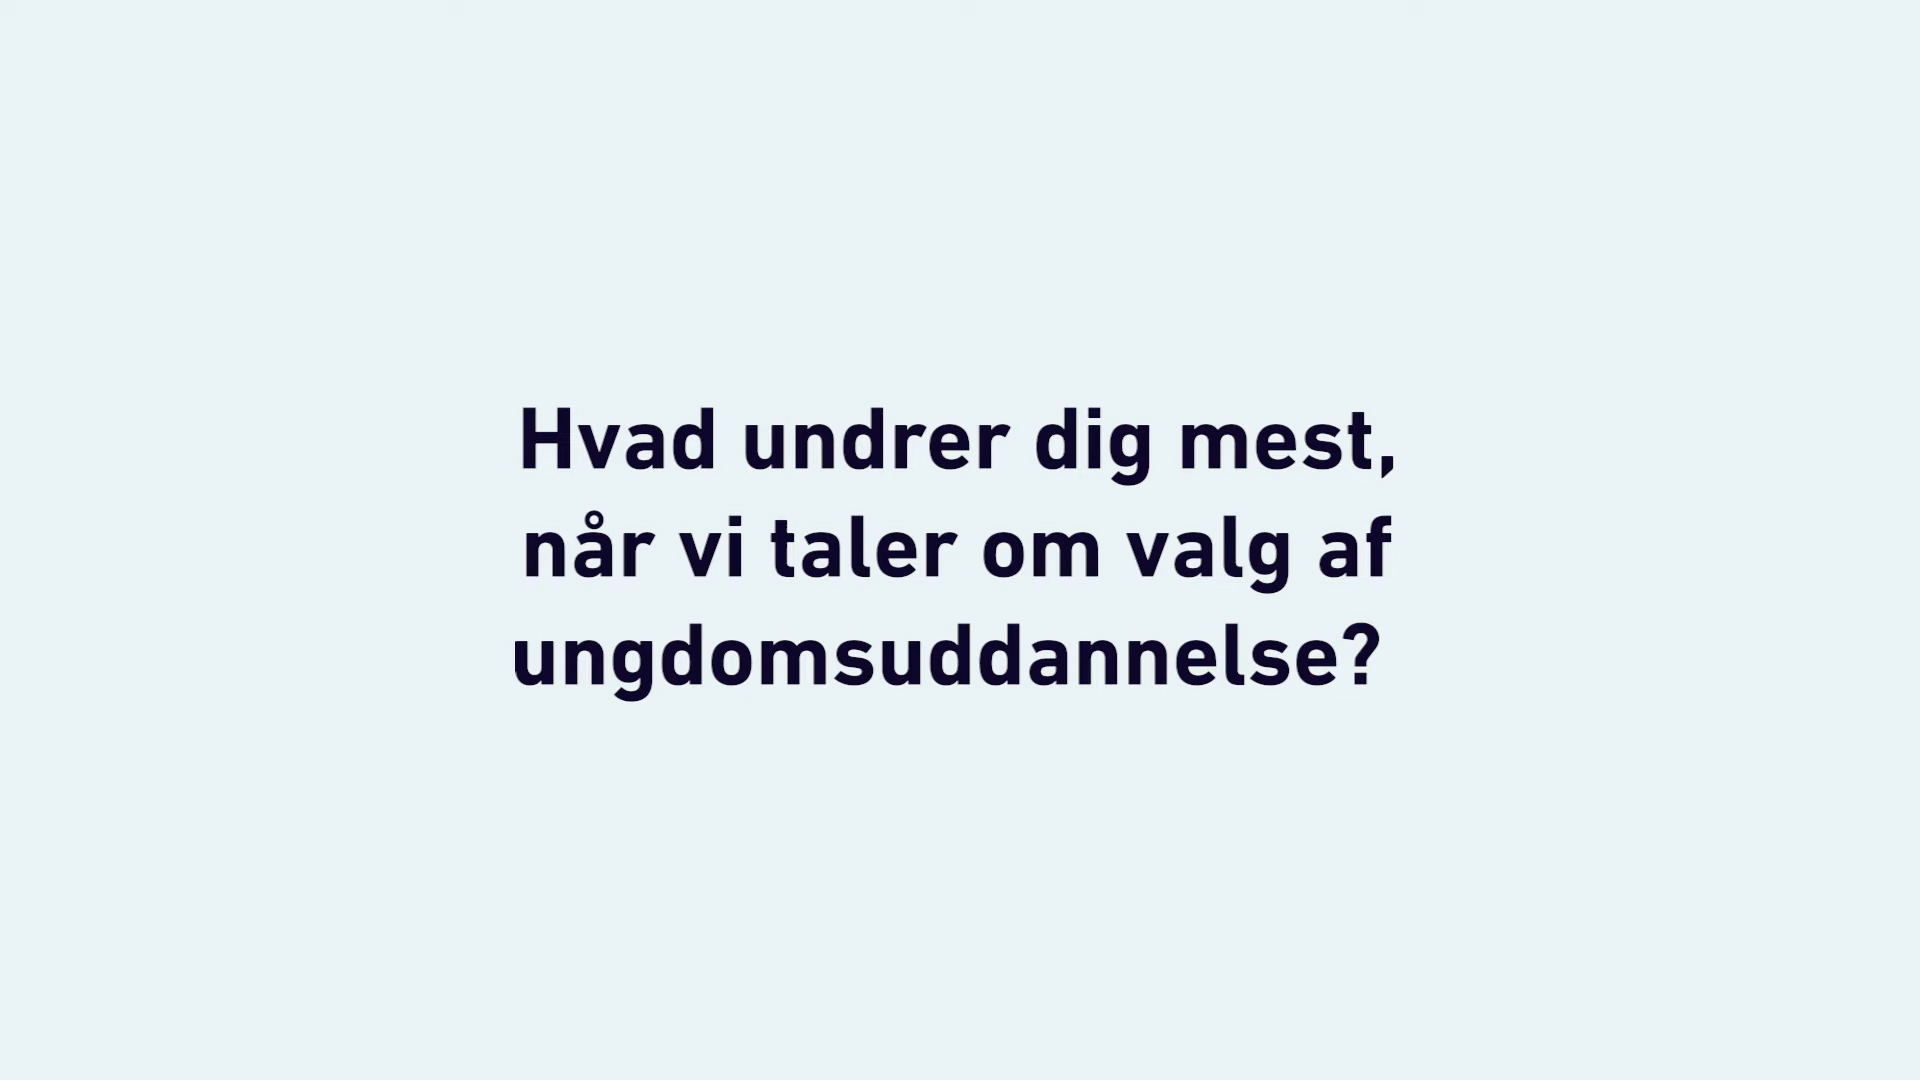 Hvad undrer dig mest,
når vi taler om valg af
ungdomsuddannelse?